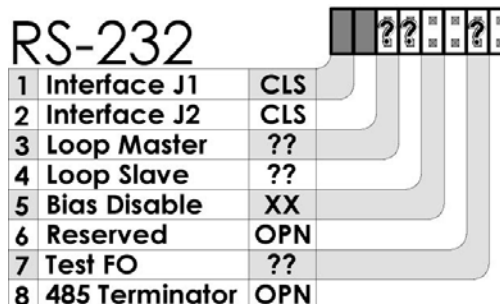 RS-232
? ? ?
1 Interface J1 CLS
2 Interface J2 CLS
3 Loop Master ??
4 Loop Slave ??
5 Bias Disable XX
6 Reserved OPN
7 Test FO ??
8 485 Terminator OPN